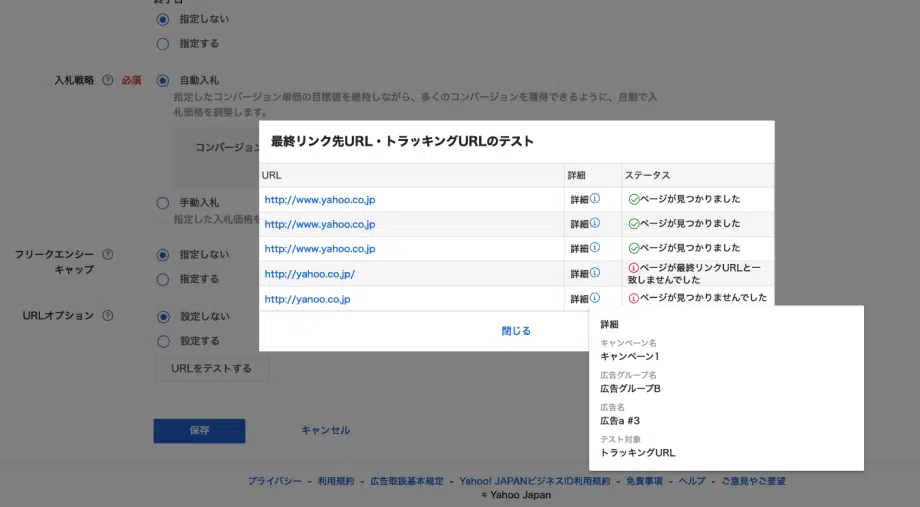 終了日
指定しない
指定する
入札戦略 必須 自動入札
指定したコンバージョン単価の目標値を維持しながら、多くのコンバージョンを獲得できるように、自動で入
札価格を調整します。
コンバージョン
手動入札
指定した入札価格を
フリークエンシー
キャップ
指定しない
指定する
URLオプション 設定しない
設定する
URLをテストする
保存 キャンセル
最終リンク先URL・トラッキングURLのテスト
URL 詳細 ステータス
http://www.yahoo.co.jp 詳細 ページが見つかりました
http://www.yahoo.co.jp 詳細 ページが見つかりました
http://www.yahoo.co.jp 詳細 ページが見つかりました
http://yahoo.co.jp/ 詳細 ページが最終リンクURLと一
致しませんでした
http://yanoo.co.jp 詳細 ページが見つかりませんでした
閉じる
詳細
キャンペーン名
キャンペーン1
広告グループ名
広告グループB
広告名
広告a #3
テスト対象
トラッキングURL
プライバシー - 利用規約 - 広告取扱基本規定 - Yahoo! JAPANビジネスID利用規約 - 免責事項 - ヘルプ - ご意見やご要望
© Yahoo Japan